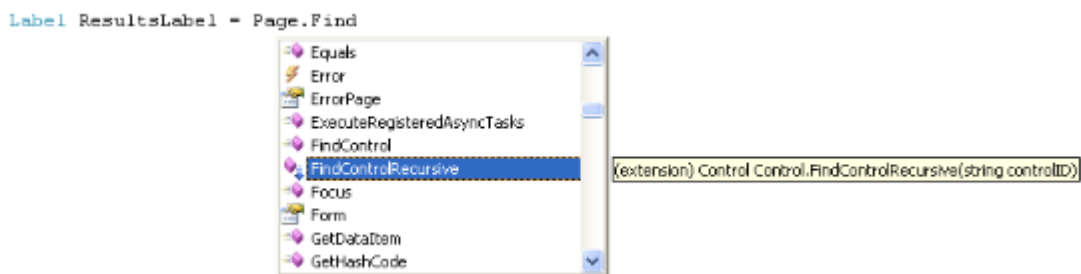 Label ResultsLabel = Page.Find
Equals
Error
ErrorPage
ExecuteRegisteredAsyncTasks
FindControl
FindControlRecursive
(extension) Control Control.FindControlRecursive(string controlID)
Focus
Form
GetDataItem
GetHashCode